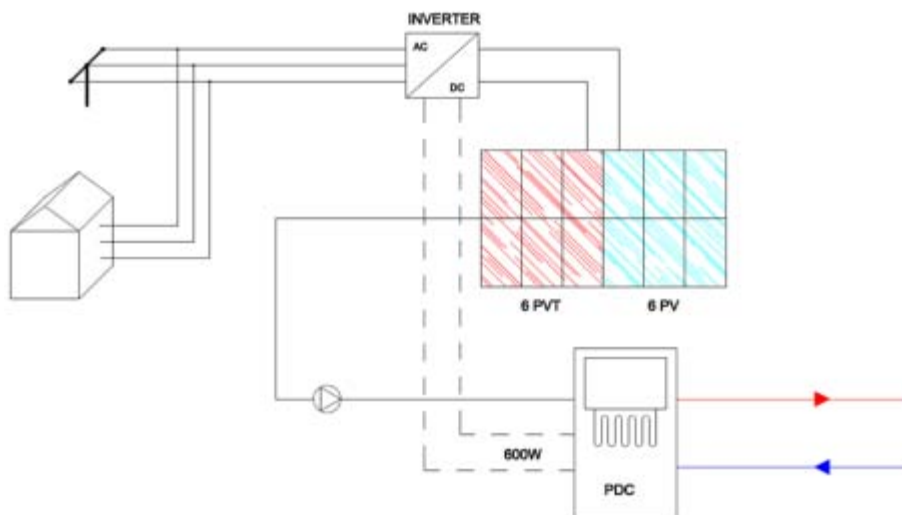 INVERTER
AC
DC
6 PVT
6 PV
600W
PDC